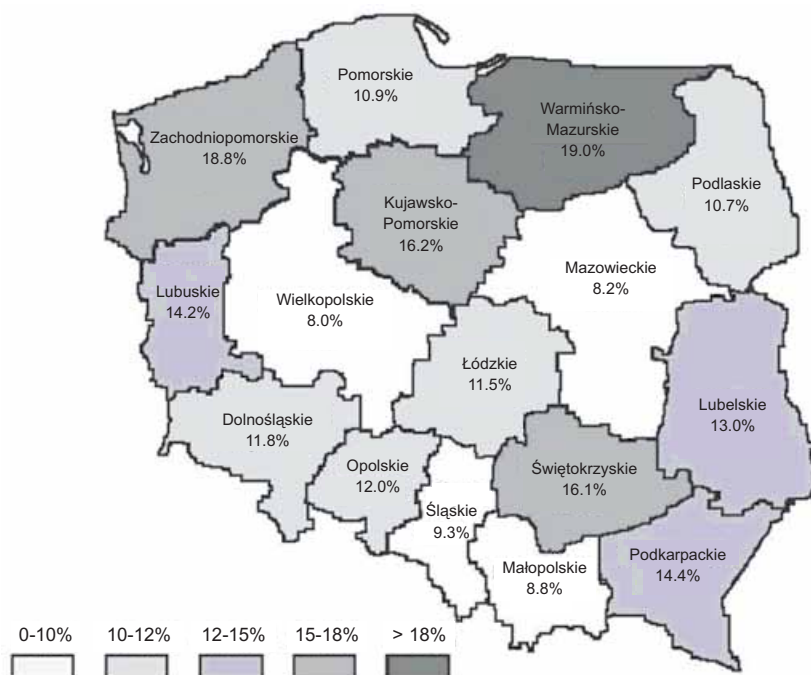 Pomorskie
10.9%
Warmińsko-
Mazurskie
19.0%
Zachodniopomorskie
18.8%
Podlaskie
10.7%
Kujawsko-
Pomorskie
16.2%
Mazowieckie
8.2%
Lubuskie
14.2%
Wielkopolskie
8.0%
Łódzkie
11.5%
Lubelskie
13.0%
Dolnośląskie
11.8%
Opolskie
12.0%
Świętokrzyskie
16.1%
Śląskie
9.3%
Małopolskie
8.8%
Podkarpackie
14.4%
0-10% 10-12% 12-15% 15-18% > 18%